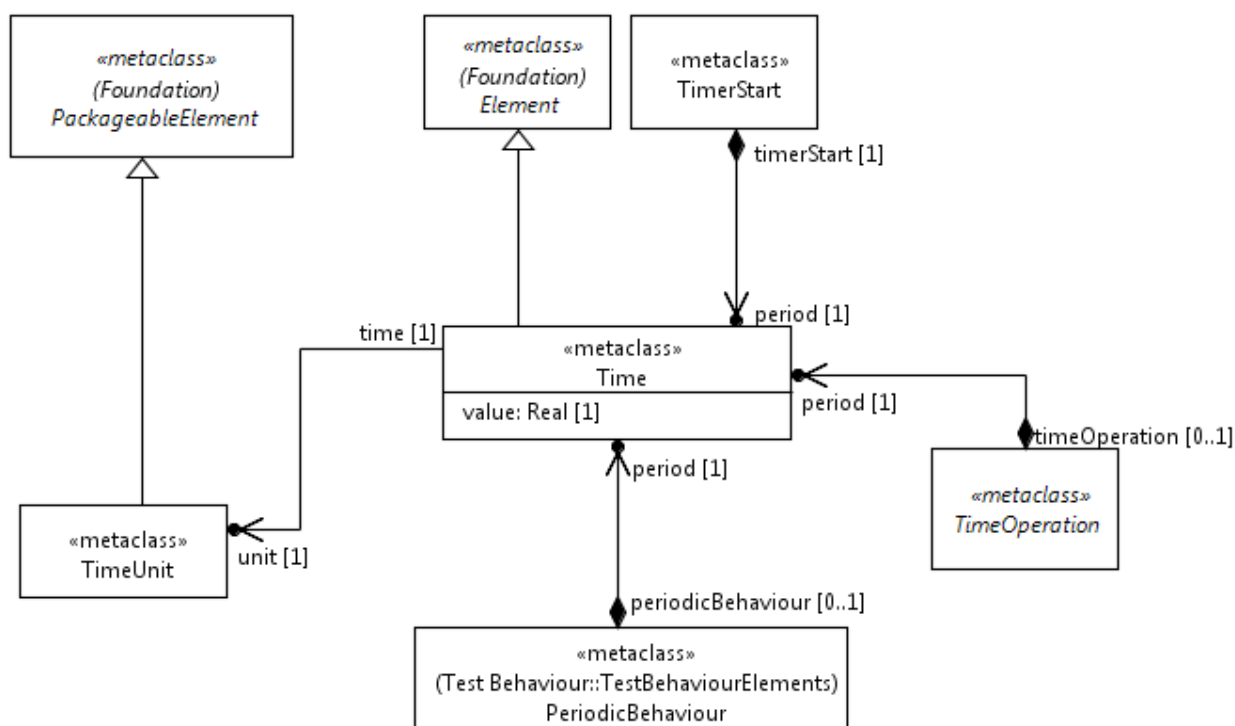 «metaclass»
(Foundation)
PackageableElement
«metaclass»
(Foundation)
Element
«metaclass»
TimerStart
timerStart [1]
period [1]
time [1]
«metaclass»
Time
value: Real [1]
period [1]
timeOperation [0..1]
«metaclass»
TimeOperation
period [1]
«metaclass»
TimeUnit
unit [1]
periodicBehaviour [0..1]
«metaclass»
(Test Behaviour::TestBehaviourElements)
PeriodicBehaviour